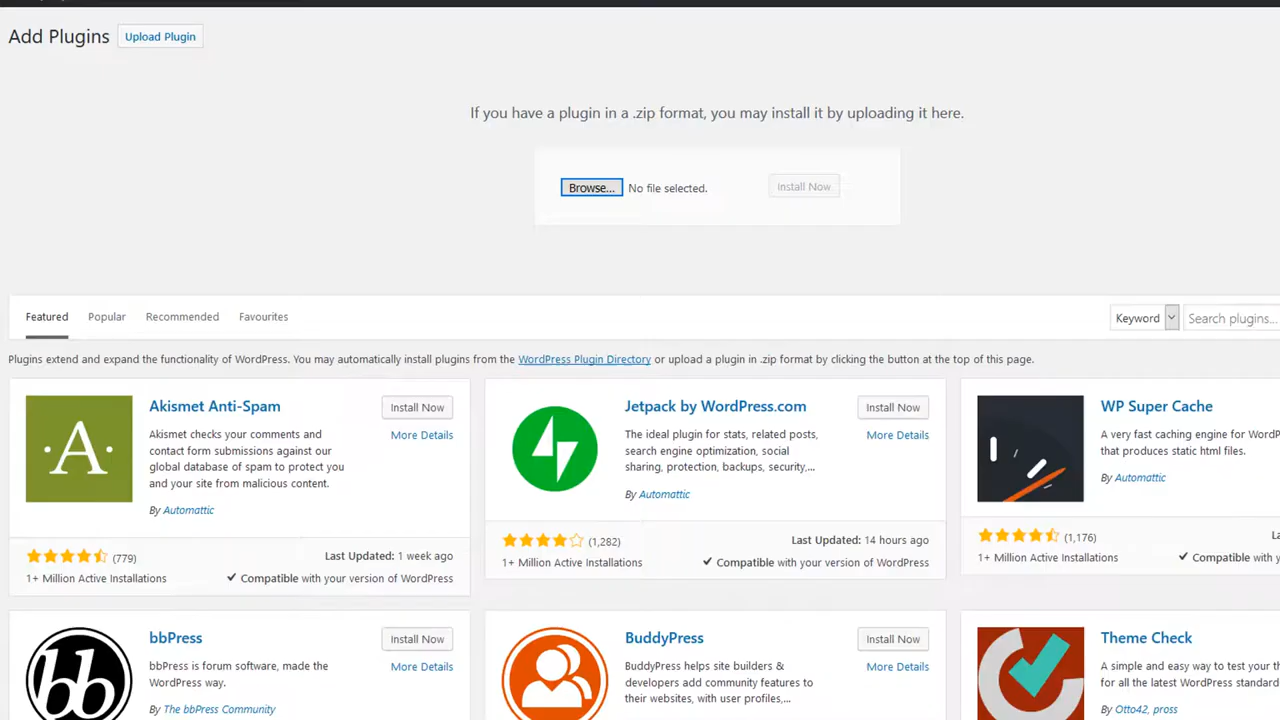 Add Plugins Upload Plugin
If you have a plugin in a .zip format, you may install it by uploading it here.
Browse... No file selected. Install Now
Featured Popular Recommended Favourites Keyword Search plugins...
Plugins extend and expand the functionality of WordPress. You may automatically install plugins from the WordPress Plugin Directory or upload a plugin in .zip format by clicking the button at the top of this page.
·A·
Akismet Anti-Spam
Install Now
More Details
Akismet checks your comments and
contact form submissions against our
global database of spam to protect you
and your site from malicious content.
By Automattic
(779)
Last Updated: 1 week ago
1+ Million Active Installations
Compatible with your version of WordPress
Jetpack by WordPress.com
Install Now
More Details
The ideal plugin for stats, related posts,
search engine optimization, social
sharing, protection, backups, security,...
By Automattic
(1,282)
Last Updated: 14 hours ago
1+ Million Active Installations
Compatible with your version of WordPress
WP Super Cache
A very fast caching engine for
that produces static html files.
By Automattic
(1,176)
1+ Million Active Installations
Compatible with
bb
bbPress
Install Now
More Details
bbPress is forum software, made the
WordPress way.
By The bbPress Community
BuddyPress
Install Now
More Details
BuddyPress helps site builders &
developers add community features to
their websites, with user profiles,...
Theme Check
A simple and easy way to test your
for all the latest WordPress standard
By Otto42, pross